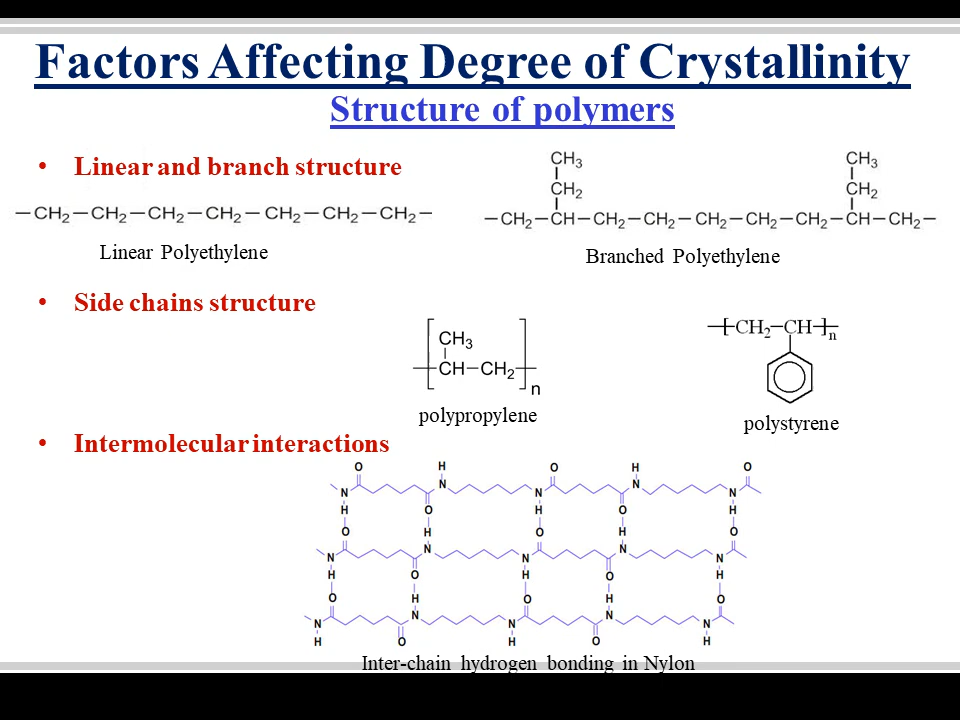 Factors Affecting Degree of Crystallinity
Structure of polymers
• Linear and branch structure
—CH₂—CH₂—CH₂—CH₂—CH₂—CH₂—CH₂—
Linear Polyethylene
CH₃ CH₃
CH₂ CH₂
—CH₂—CH—CH₂—CH₂—CH₂—CH₂—CH₂—CH—CH₂—
Branched Polyethylene
• Side chains structure
CH₃
CH—CH₂
n
polypropylene
[CH₂—CH]n
polystyrene
• Intermolecular interactions
O H O H O
N N N N N
H O H O H
O H O H O
N N N N N
H O H O H
O H O H O
N N N N N
H O H O H
Inter-chain hydrogen bonding in Nylon